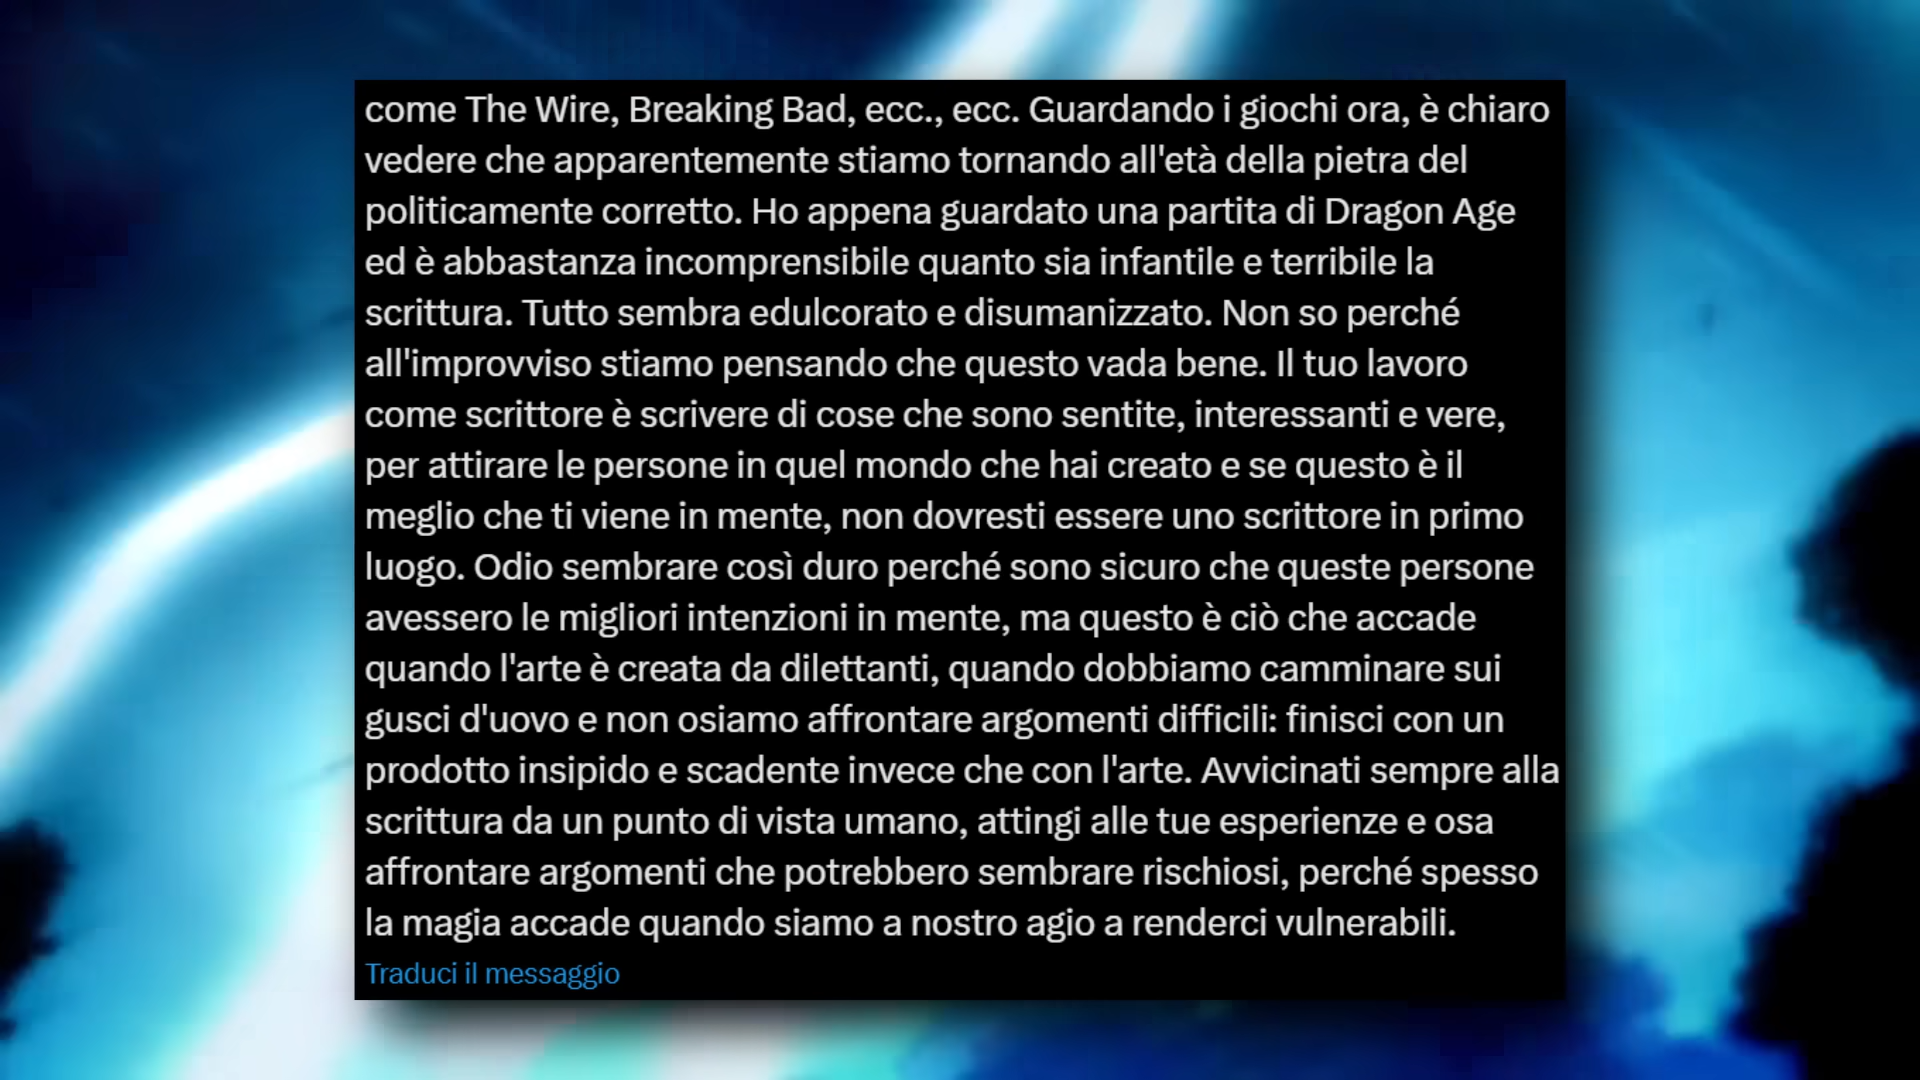 come The Wire, Breaking Bad, ecc., ecc. Guardando i giochi ora, è chiaro
vedere che apparentemente stiamo tornando all'età della pietra del
politicamente corretto. Ho appena guardato una partita di Dragon Age
ed è abbastanza incomprensibile quanto sia infantile e terribile la
scrittura. Tutto sembra edulcorato e disumanizzato. Non so perché
all'improvviso stiamo pensando che questo vada bene. Il tuo lavoro
come scrittore è scrivere di cose che sono sentite, interessanti e vere,
per attirare le persone in quel mondo che hai creato e se questo è il
meglio che ti viene in mente, non dovresti essere uno scrittore in primo
luogo. Odio sembrare così duro perché sono sicuro che queste persone
avessero le migliori intenzioni in mente, ma questo è ciò che accade
quando l'arte è creata da dilettanti, quando dobbiamo camminare sui
gusci d'uovo e non osiamo affrontare argomenti difficili: finisci con un
prodotto insipido e scadente invece che con l'arte. Avvicinati sempre alla
scrittura da un punto di vista umano, attingi alle tue esperienze e osa
affrontare argomenti che potrebbero sembrare rischiosi, perché spesso
la magia accade quando siamo a nostro agio a renderci vulnerabili.
Traduci il messaggio